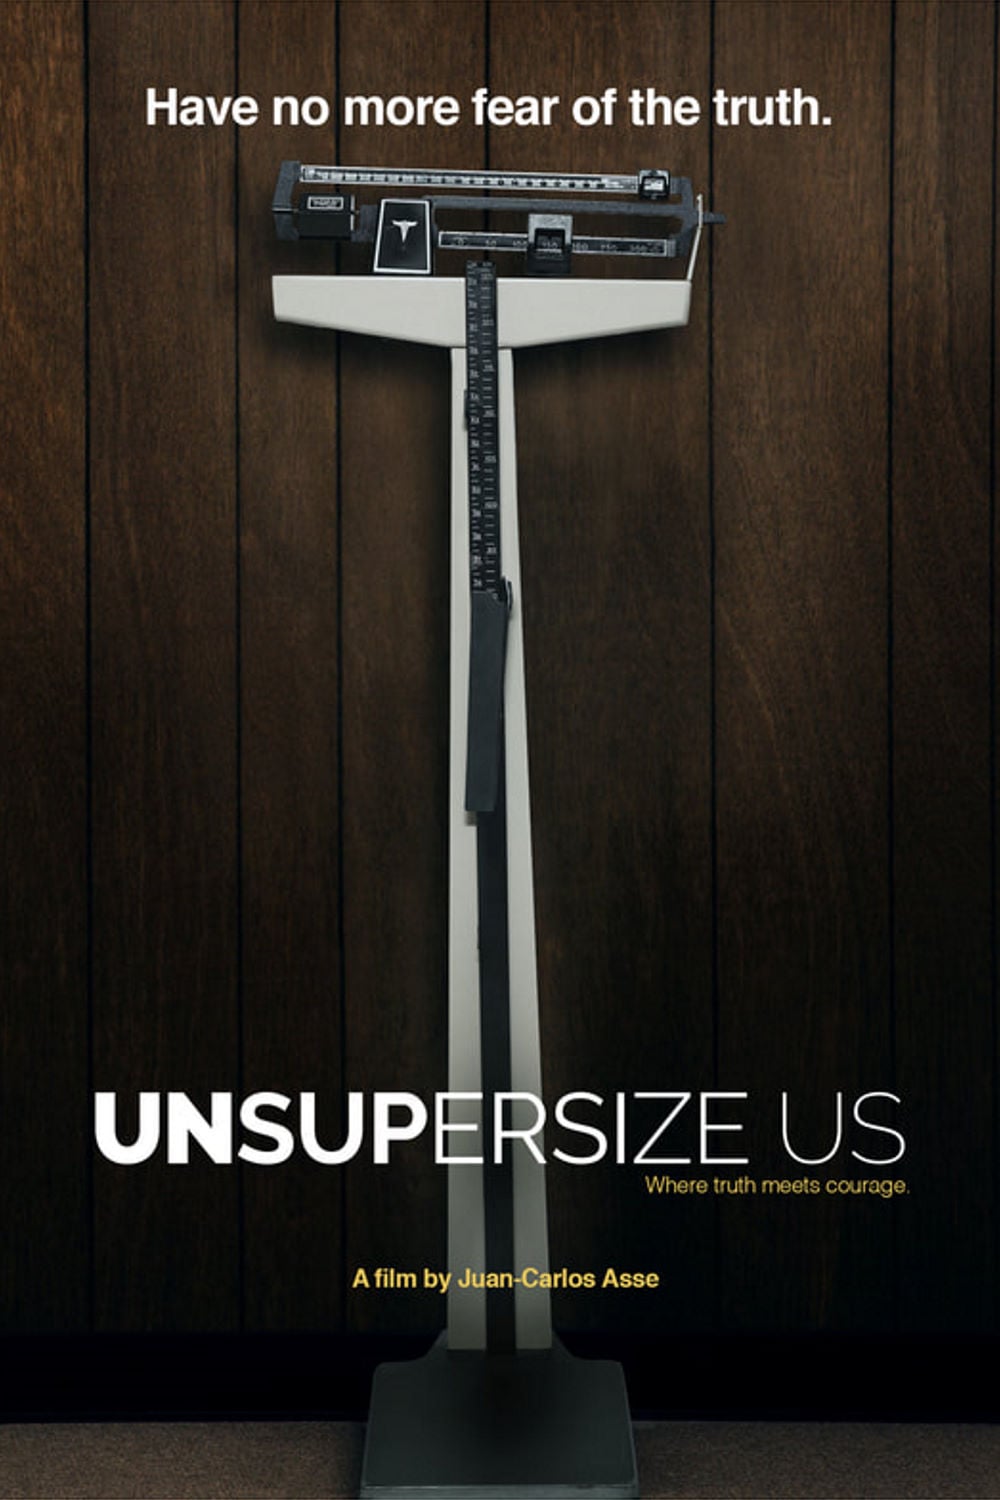 Have no more fear of the truth.
UNSUPERSIZE US
Where truth meets courage.
A film by Juan-Carlos Asse